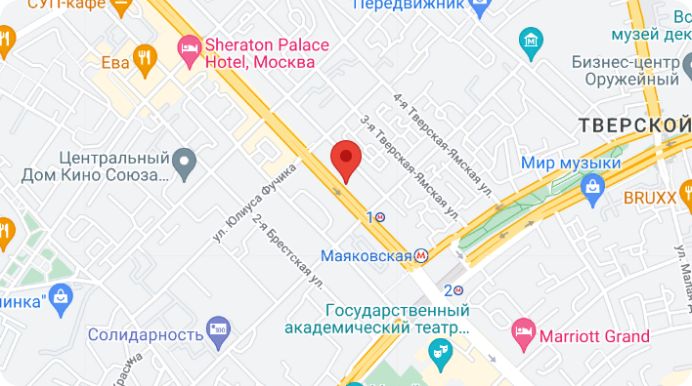 СУП-кафе
Передвижник
Sheraton Palace
Hotel, Москва
Ева
Вс
музей дек
Бизнес-центр
Оружейный
4-я Тверская-Ямская ул.
3-я Тверская-Ямская ул.
ТВЕРСКОЙ
Центральный
Дом Кино Союза...
Мир музыки
BRUXX
ул. Юлиуса Фучика
2-я Брестская ул.
1
Маяковская
2
ул. Малая Д
линка"
Солидарность
Государственный
академический театр...
Marriott Grand
Красина